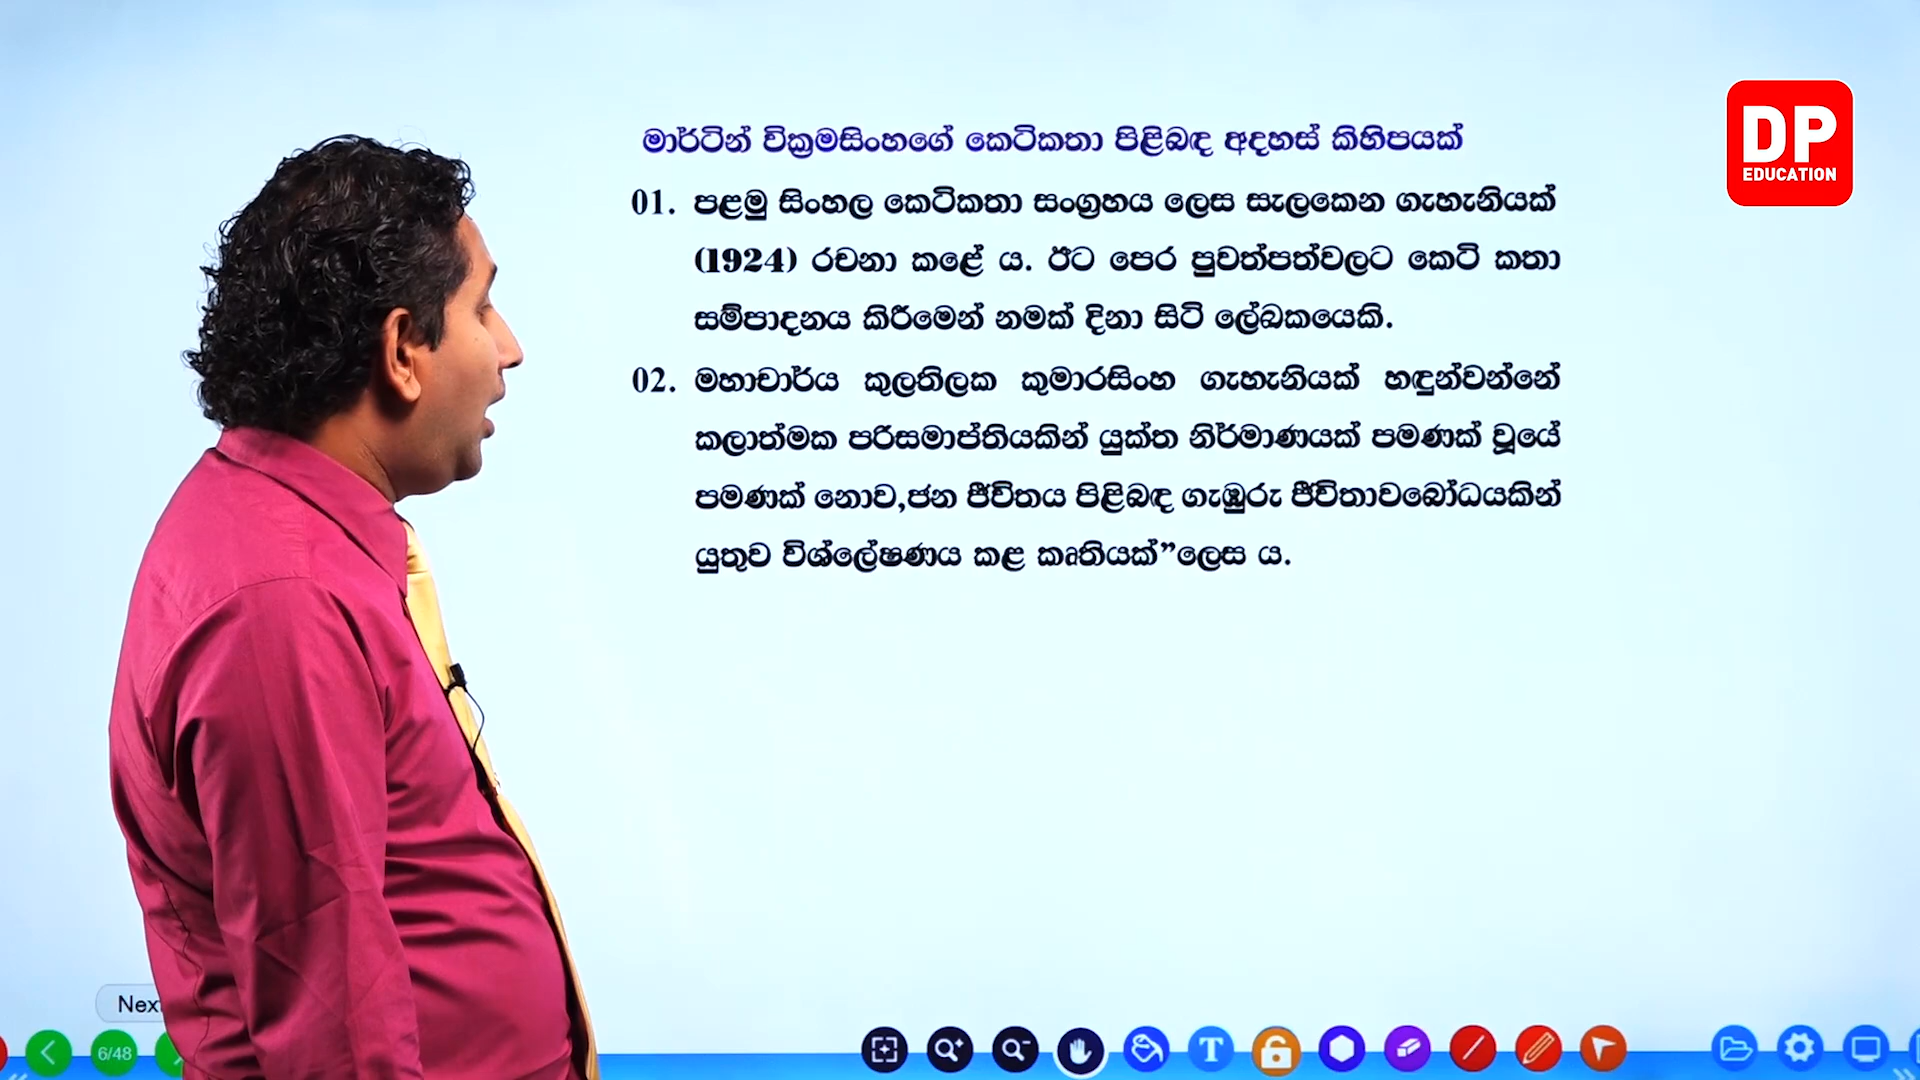 මාර්ටින් වික්‍රමසිංහගේ කෙටිකතා පිළිබඳ අදහස් කිහිපයක්
DP
EDUCATION
01. පළමු සිංහල කෙටිකතා සංග්‍රහය ලෙස සැලකෙන ගැහැනියක්
(1924) රචනා කළේ ය. ඊට පෙර පුවත්පත්වලට කෙටි කතා
සම්පාදනය කිරීමෙන් නමක් දිනා සිටි ලේඛකයෙකි.
02. මහාචාර්ය කුලතිලක කුමාරසිංහ ගැහැනියක් හඳුන්වන්නේ
කලාත්මක පරිසමාප්තියකින් යුක්ත නිර්මාණයක් පමණක් වූයේ
පමණක් නොව,ජන ජීවිතය පිළිබඳ ගැඹුරු ජීවිතාවබෝධයකින්
යුතුව විශ්ලේෂණය කළ කෘතියක්”ලෙස ය.
6/48
T